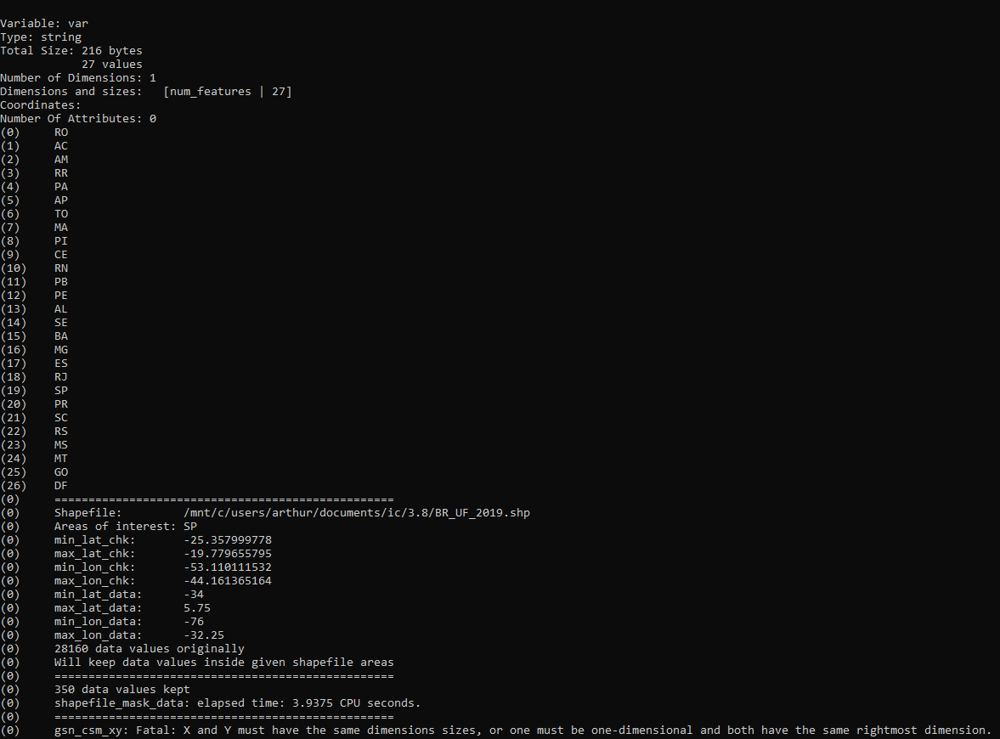 Variable: var
Type: string
Total Size: 216 bytes
            27 values
Number of Dimensions: 1
Dimensions and sizes:   [num_features | 27]
Coordinates:
Number Of Attributes: 0
(0)     RO
(1)     AC
(2)     AM
(3)     RR
(4)     PA
(5)     AP
(6)     TO
(7)     MA
(8)     PI
(9)     CE
(10)    RN
(11)    PB
(12)    PE
(13)    AL
(14)    SE
(15)    BA
(16)    MG
(17)    ES
(18)    RJ
(19)    SP
(20)    PR
(21)    SC
(22)    RS
(23)    MS
(24)    MT
(25)    GO
(26)    DF
(0)     ==================================================
(0)     Shapefile:         /mnt/c/users/arthur/documents/ic/3.8/BR_UF_2019.shp
(0)     Areas of interest: SP
(0)     min_lat_chk:       -25.357999778
(0)     max_lat_chk:       -19.779655795
(0)     min_lon_chk:       -53.110111532
(0)     max_lon_chk:       -44.161365164
(0)     min_lat_data:      -34
(0)     max_lat_data:      5.75
(0)     min_lon_data:      -76
(0)     max_lon_data:      -32.25
(0)     28160 data values originally
(0)     Will keep data values inside given shapefile areas
(0)     ==================================================
(0)     350 data values kept
(0)     shapefile_mask_data: elapsed time: 3.9375 CPU seconds.
(0)     ==================================================
(0)     gsn_csm_xy: Fatal: X and Y must have the same dimensions sizes, or one must be one-dimensional and both have the same rightmost dimension.